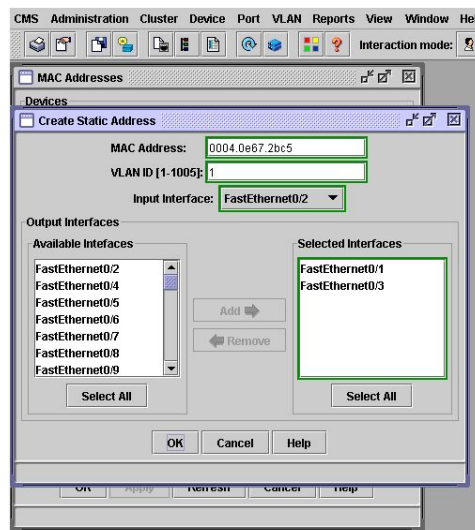 CMS Administration Cluster Device Port VLAN Reports View Window
Interaction mode:
MAC Addresses
Devices
Create Static Address
MAC Address: 0004.0e67.2bc5
VLAN ID [1-1005]: 1
Input Interface: FastEthernet0/2
Output Interfaces
Available Intefaces
Selected Interfaces
FastEthernet0/2
FastEthernet0/4
FastEthernet0/5
FastEthernet0/6
FastEthernet0/7
FastEthernet0/8
FastEthernet0/9
FastEthernet0/1
FastEthernet0/3
Add
Remove
Select All
Select All
OK Cancel Help
OK Apply Refresh Cancel Help